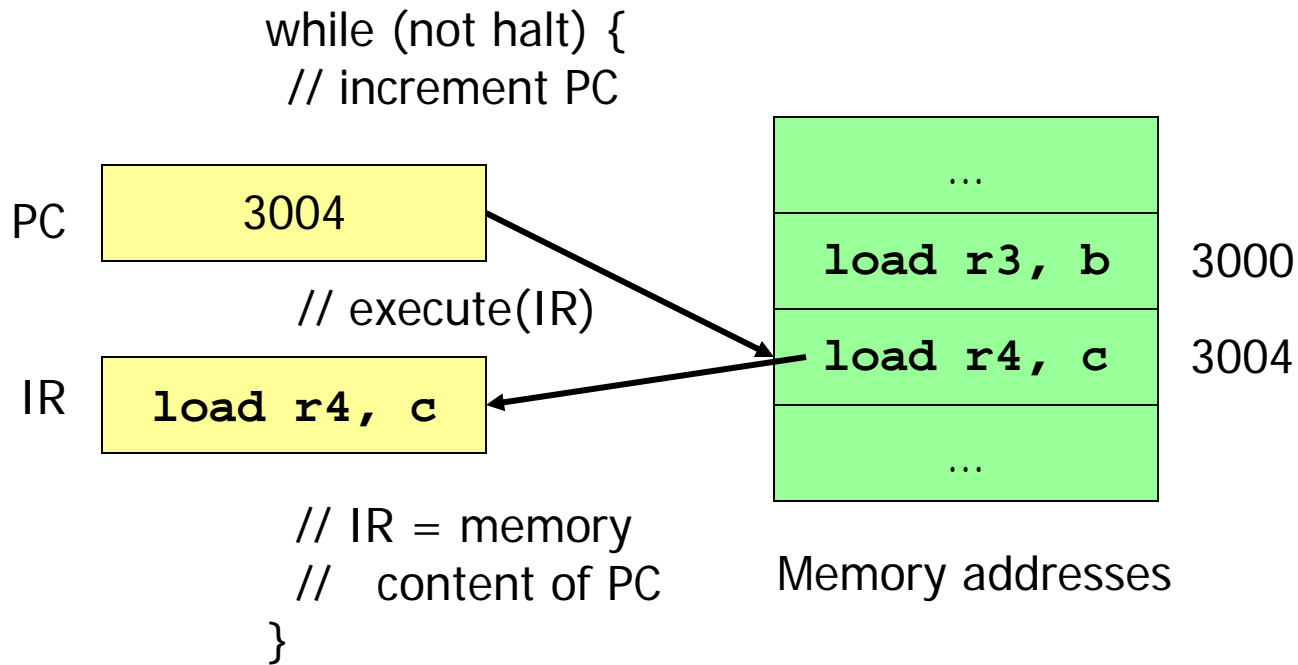 while (not halt) {
// increment PC
PC
3004
// execute(IR)
IR
load r4, c
// IR = memory
// content of PC
}
…
load r3, b
3000
load r4, c
3004
…
Memory addresses